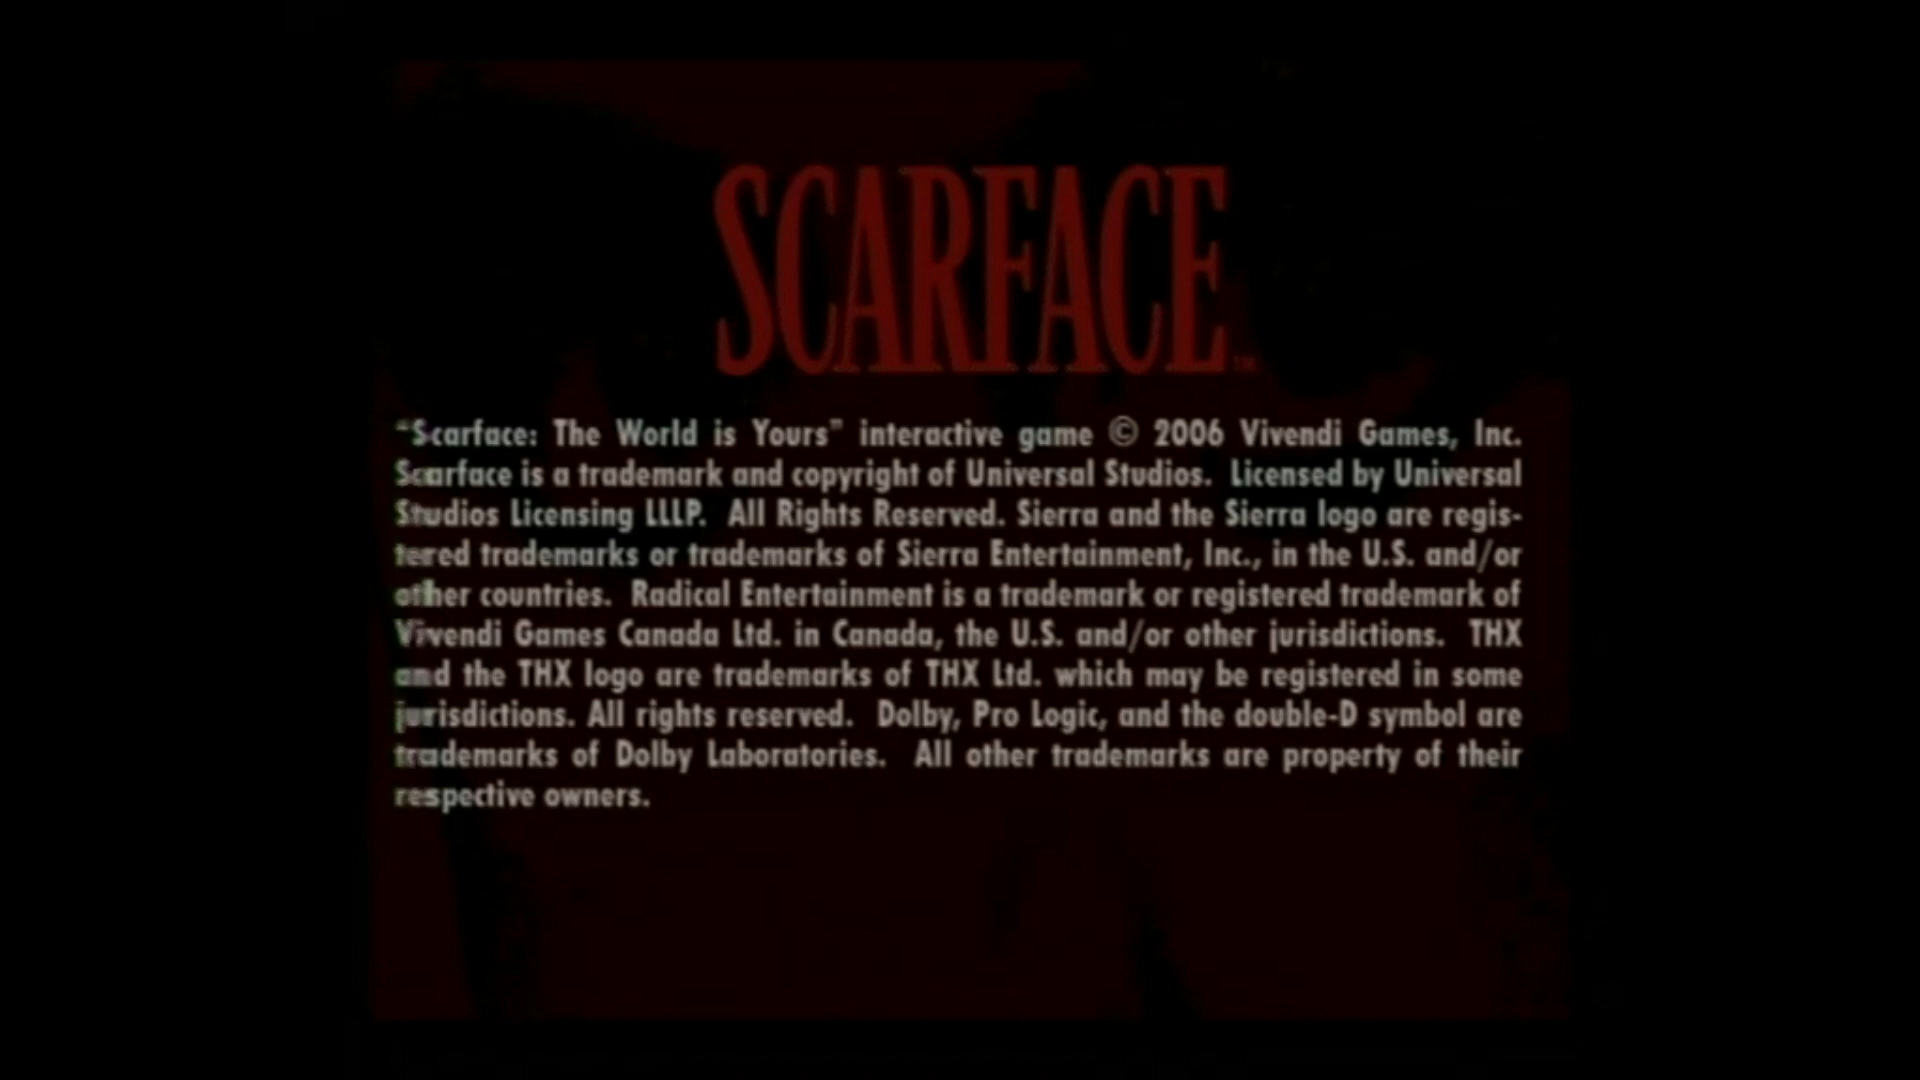 SCARFACE™
"Scarface: The World is Yours" interactive game © 2006 Vivendi Games, Inc.
Scarface is a trademark and copyright of Universal Studios. Licensed by Universal
Studios Licensing LLLP. All Rights Reserved. Sierra and the Sierra logo are regis-
tered trademarks or trademarks of Sierra Entertainment, Inc., in the U.S. and/or
other countries. Radical Entertainment is a trademark or registered trademark of
Vivendi Games Canada Ltd. in Canada, the U.S. and/or other jurisdictions. THX
and the THX logo are trademarks of THX Ltd. which may be registered in some
jurisdictions. All rights reserved. Dolby, Pro Logic, and the double-D symbol are
trademarks of Dolby Laboratories. All other trademarks are property of their
respective owners.